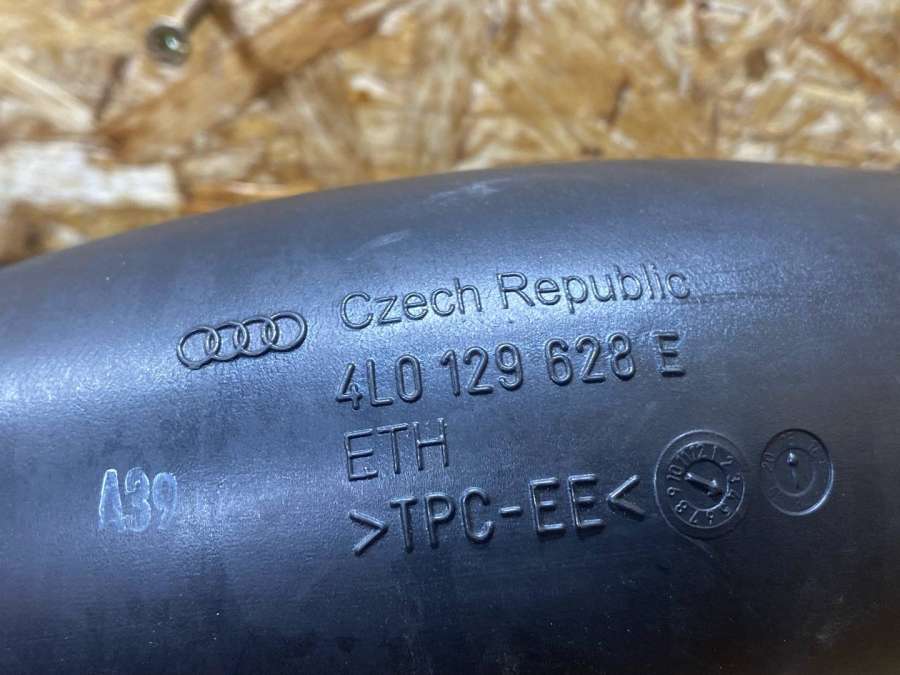 Czech Republic
4L0 129 628 E
ETH
>TPC-EE<
A39